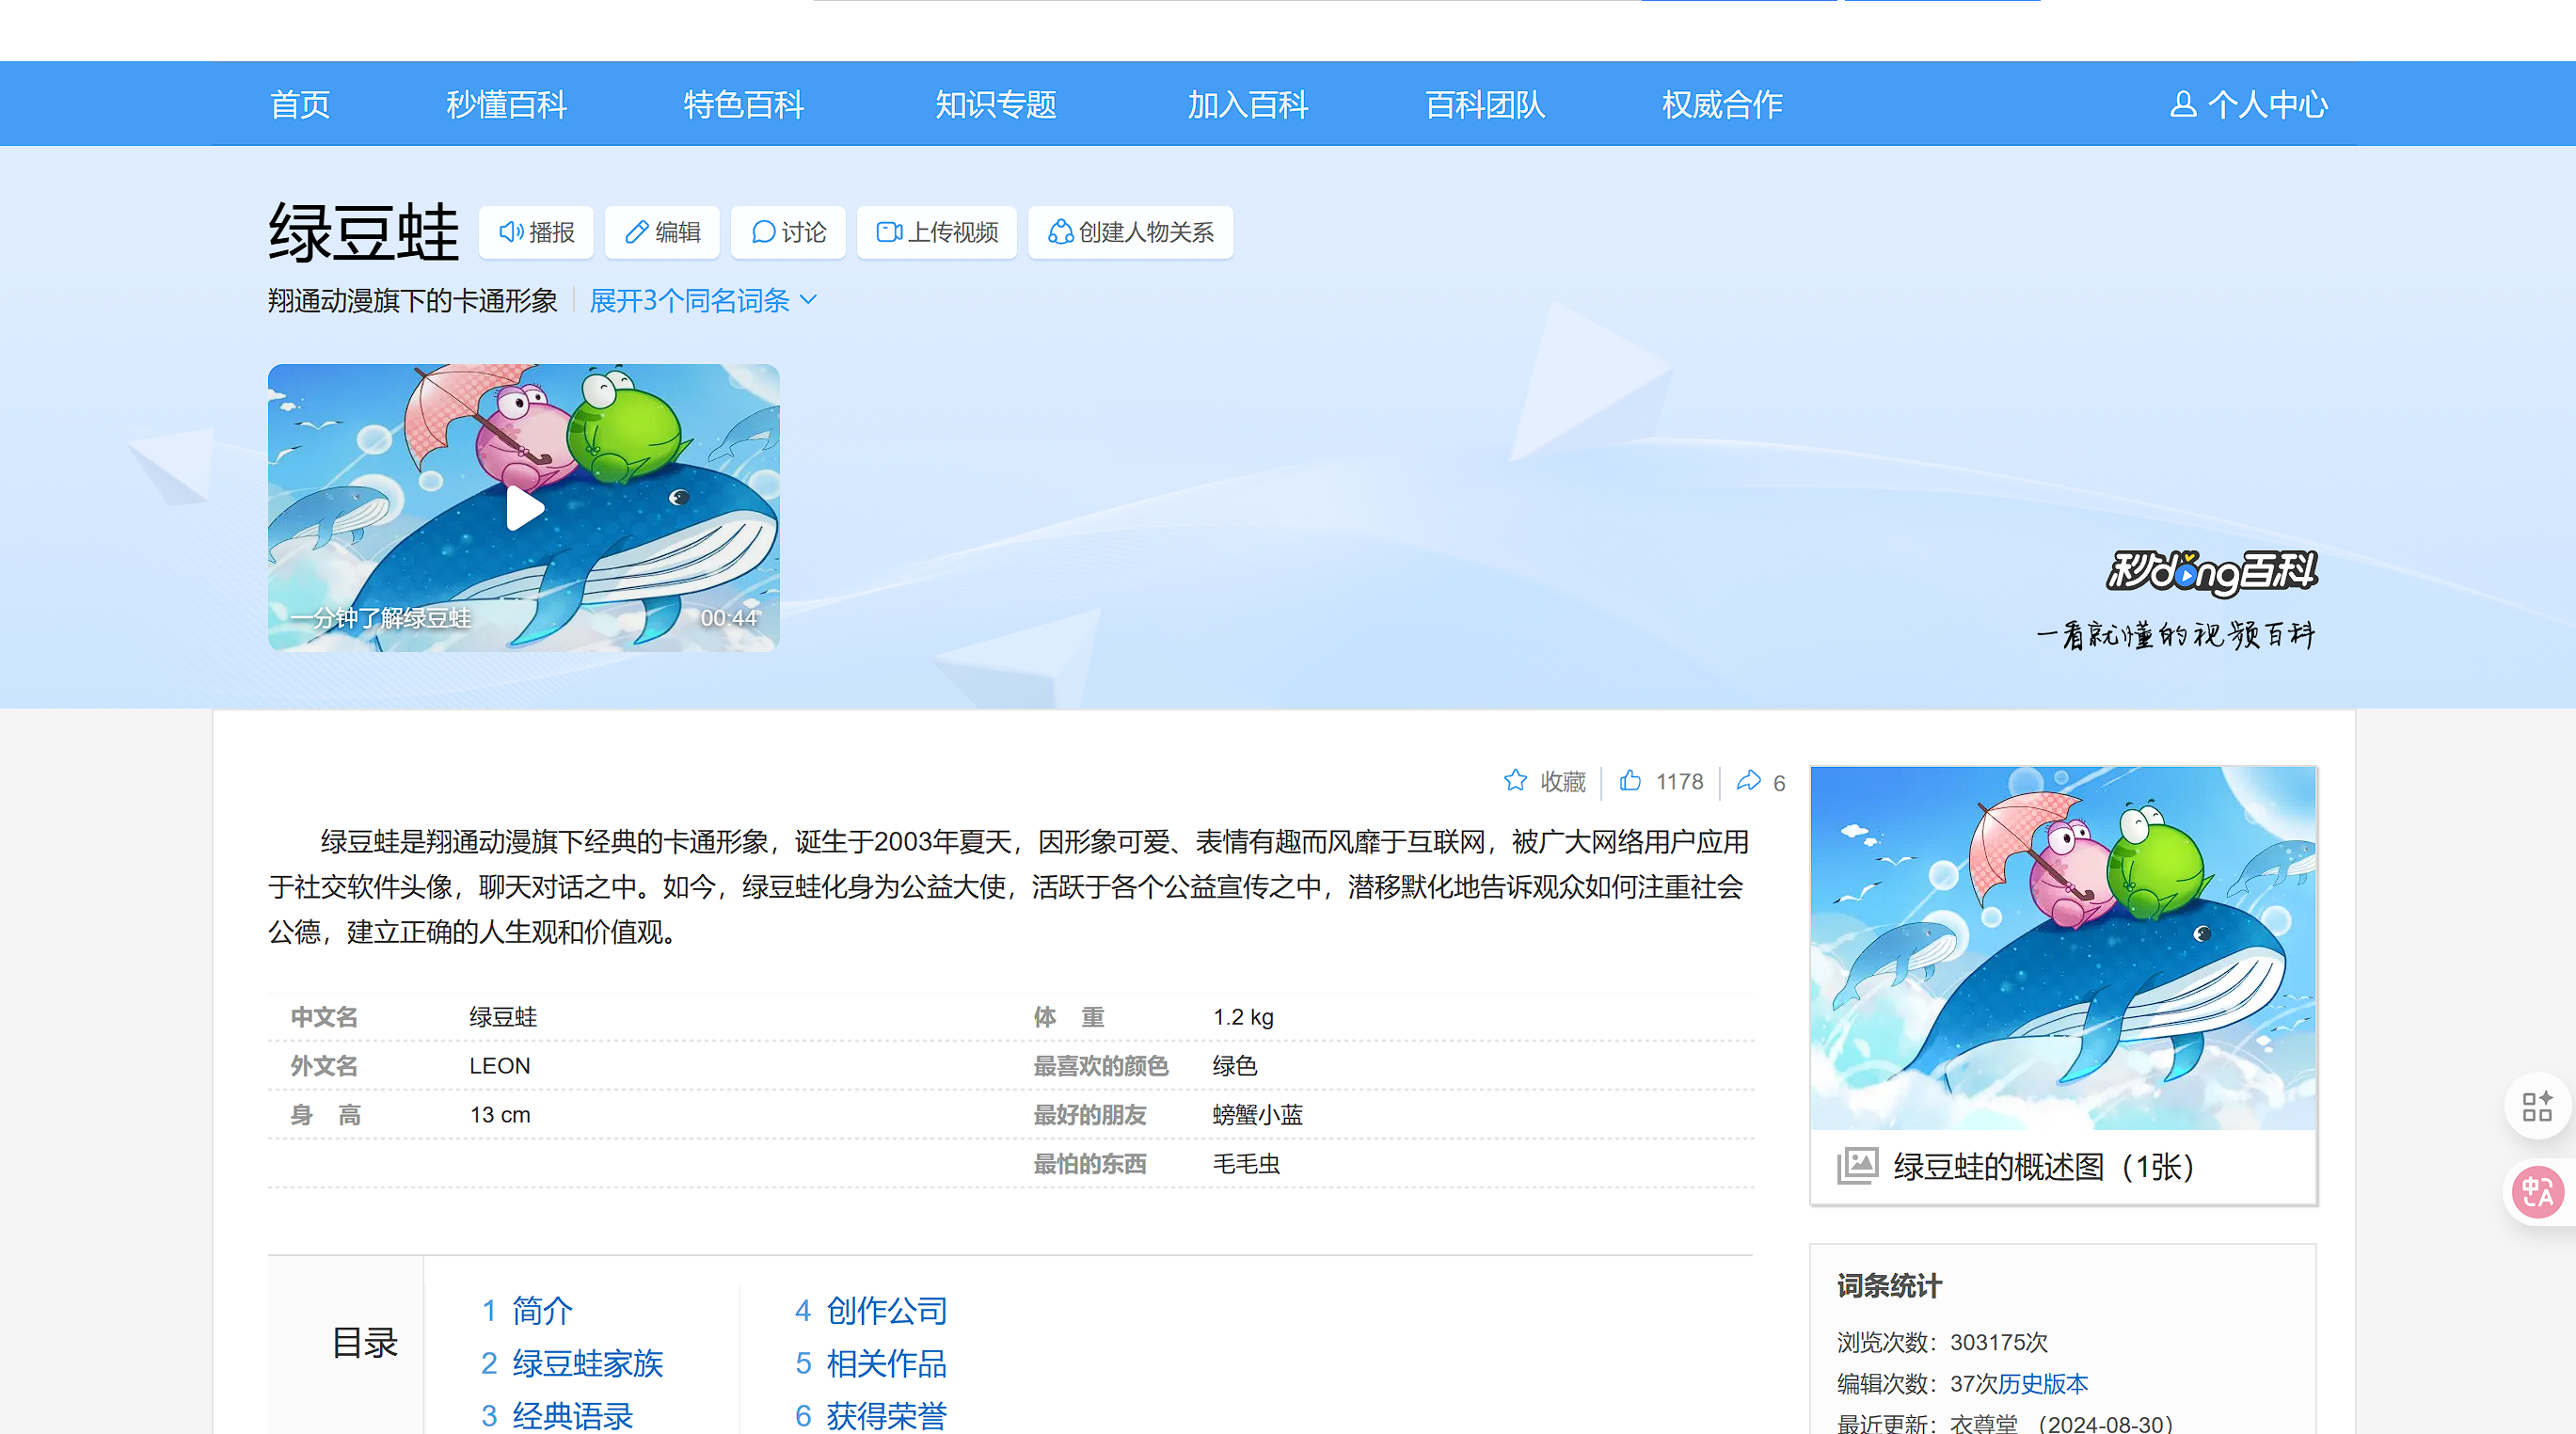 首页 秒懂百科 特色百科 知识专题 加入百科 百科团队 权威合作 个人中心
绿豆蛙 播报 编辑 讨论 上传视频 创建人物关系
翔通动漫旗下的卡通形象 展开3个同名词条
一分钟了解绿豆蛙 00:44
秒dǒng百科
一看就懂的视频百科
收藏 1178 6
绿豆蛙是翔通动漫旗下经典的卡通形象，诞生于2003年夏天，因形象可爱、表情有趣而风靡于互联网，被广大网络用户应用
于社交软件头像，聊天对话之中。如今，绿豆蛙化身为公益大使，活跃于各个公益宣传之中，潜移默化地告诉观众如何注重社会
公德，建立正确的人生观和价值观。
中文名 绿豆蛙 体 重 1.2 kg
外文名 LEON 最喜欢的颜色 绿色
身 高 13 cm 最好的朋友 螃蟹小蓝
最怕的东西 毛毛虫
绿豆蛙的概述图（1张）
目录
1 简介
2 绿豆蛙家族
3 经典语录
4 创作公司
5 相关作品
6 获得荣誉
词条统计
浏览次数：303175次
编辑次数：37次历史版本
最近更新：衣尊堂 （2024-08-30）
中A